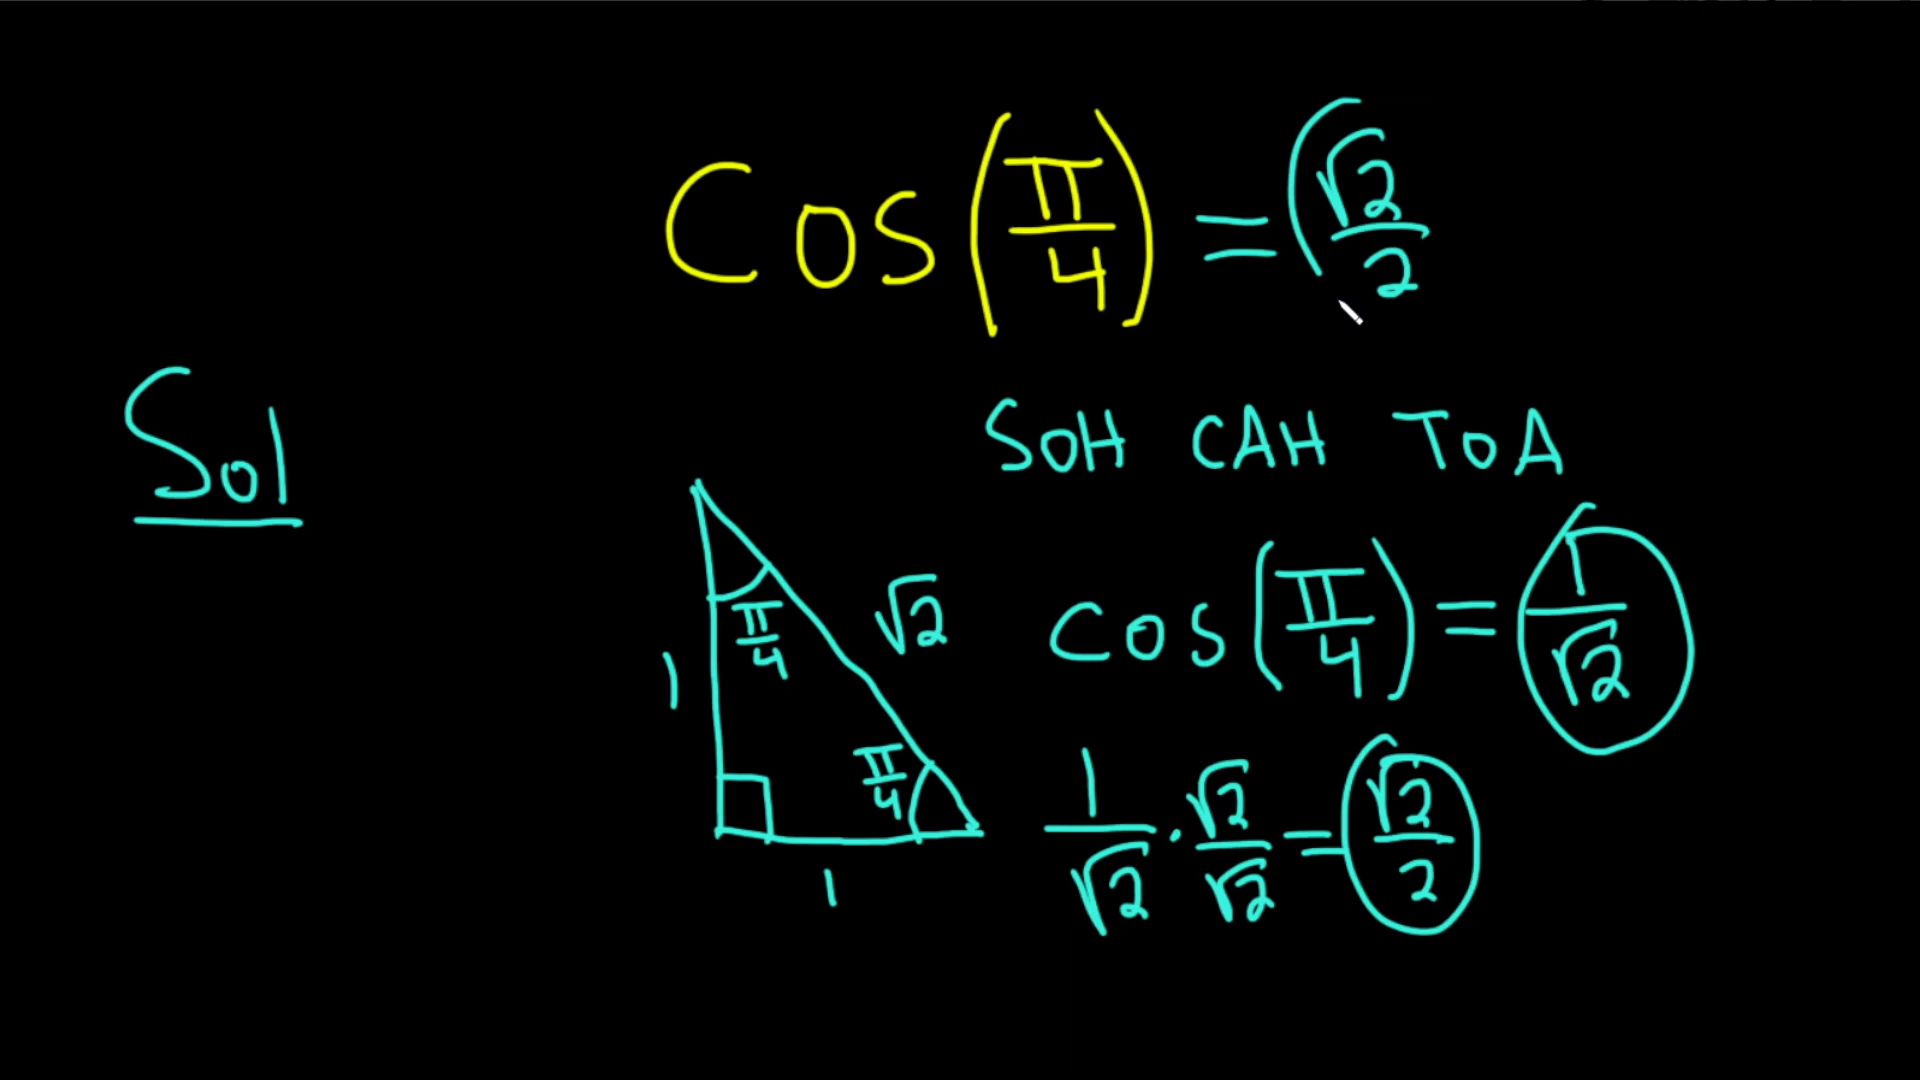 Cos(π/4) = √2/2
Sol
SOH CAH TOA
π/4
√2
1
π/4
1
cos(π/4) = 1/√2
1/√2 · √2/√2 = √2/2